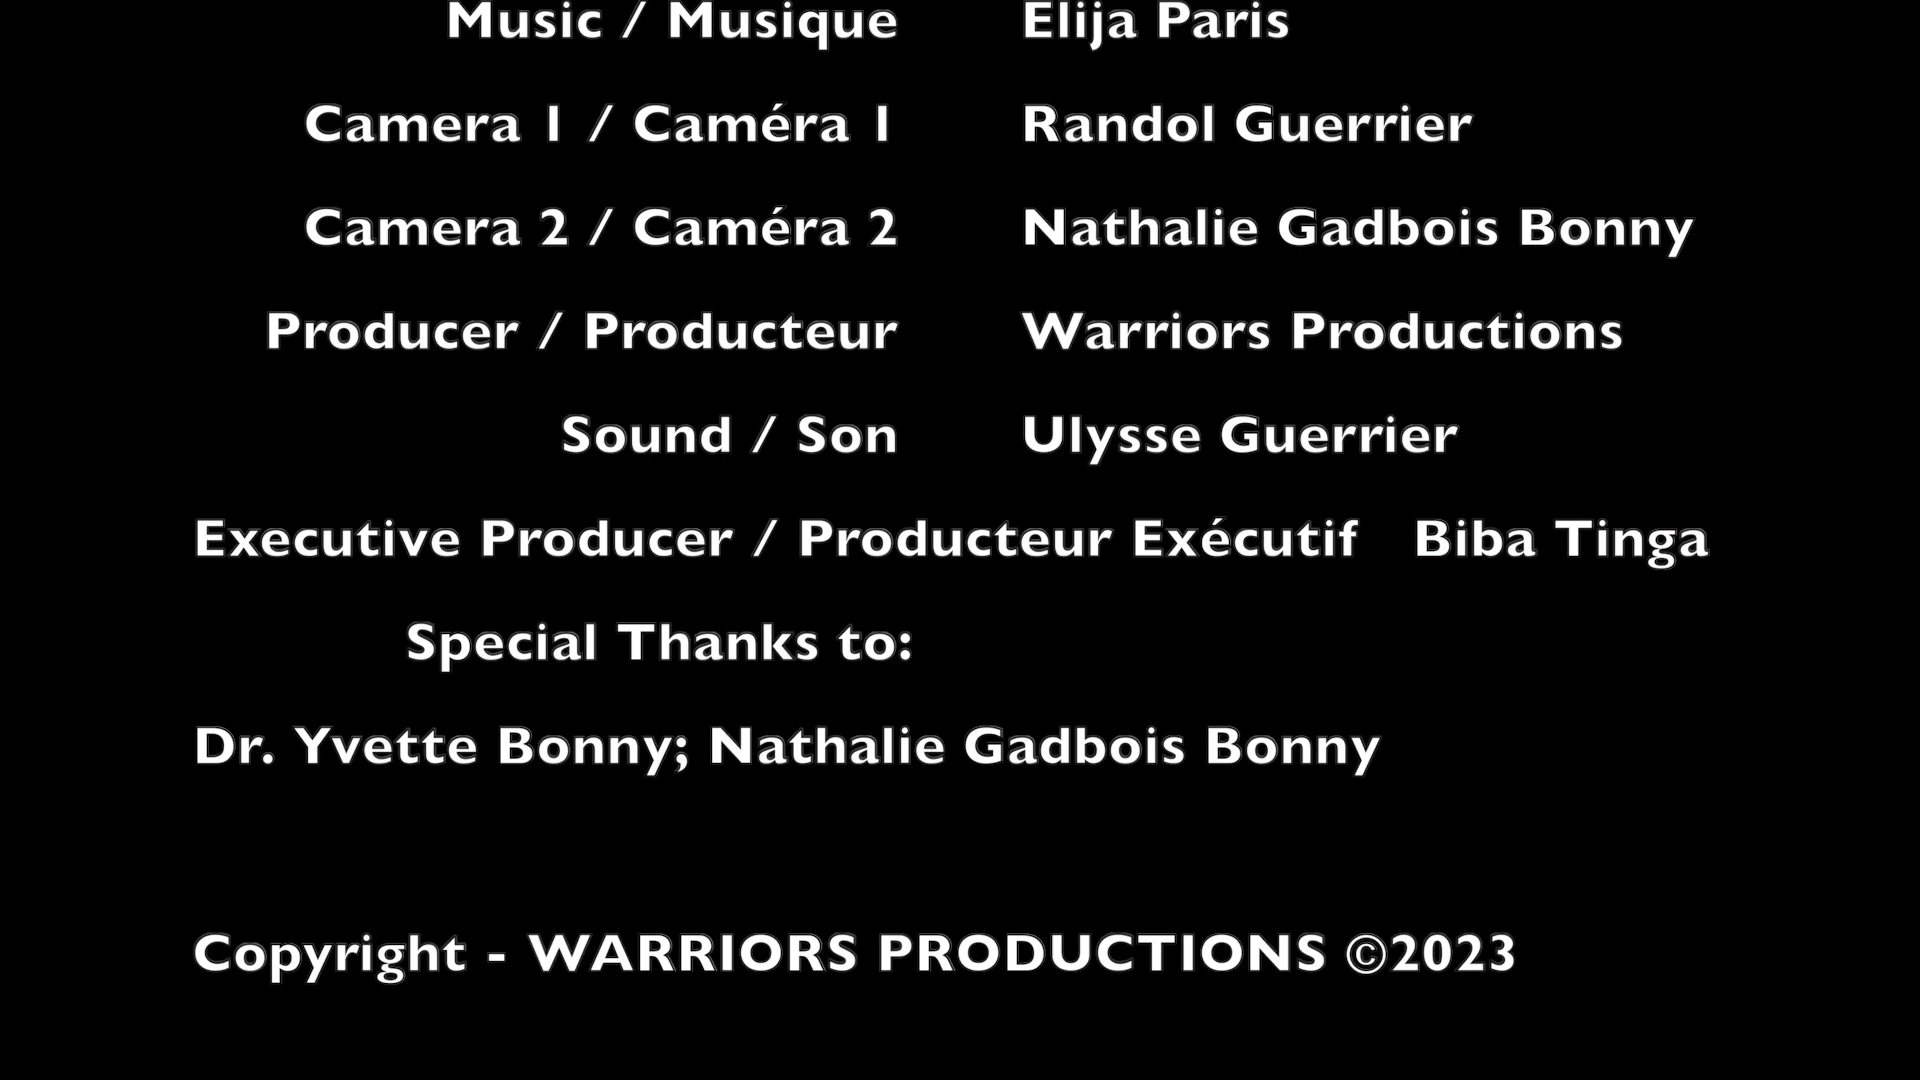 Music / Musique Elija Paris
Camera 1 / Caméra 1 Randol Guerrier
Camera 2 / Caméra 2 Nathalie Gadbois Bonny
Producer / Producteur Warriors Productions
Sound / Son Ulysse Guerrier
Executive Producer / Producteur Exécutif Biba Tinga
Special Thanks to:
Dr. Yvette Bonny; Nathalie Gadbois Bonny
Copyright - WARRIORS PRODUCTIONS ©2023